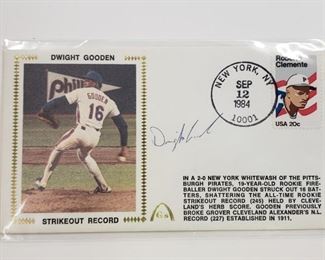 DWIGHT GOODEN
Phill
GOODEN
16
STRIKEOUT RECORD
NEW YORK, NY
SEP
12
1984
10001
Clemente
USA 20c
IN A 2-0 NEW YORK WHITEWASH OF THE PITTS-
BURGH PIRATES, 19-YEAR-OLD ROOKIE FIRE-
BALLER DWIGHT GOODEN STRUCK OUT 16 BAT-
TERS, SHATTERING THE ALL-TIME ROOKIE
STRIKEOUT RECORD (245) HELD BY CLEVE-
LAND'S HERB SCORE. GOODEN PREVIOUSLY
BROKE GROVER CLEVELAND ALEXANDER'S N.L.
RECORD (227) ESTABLISHED IN 1911.